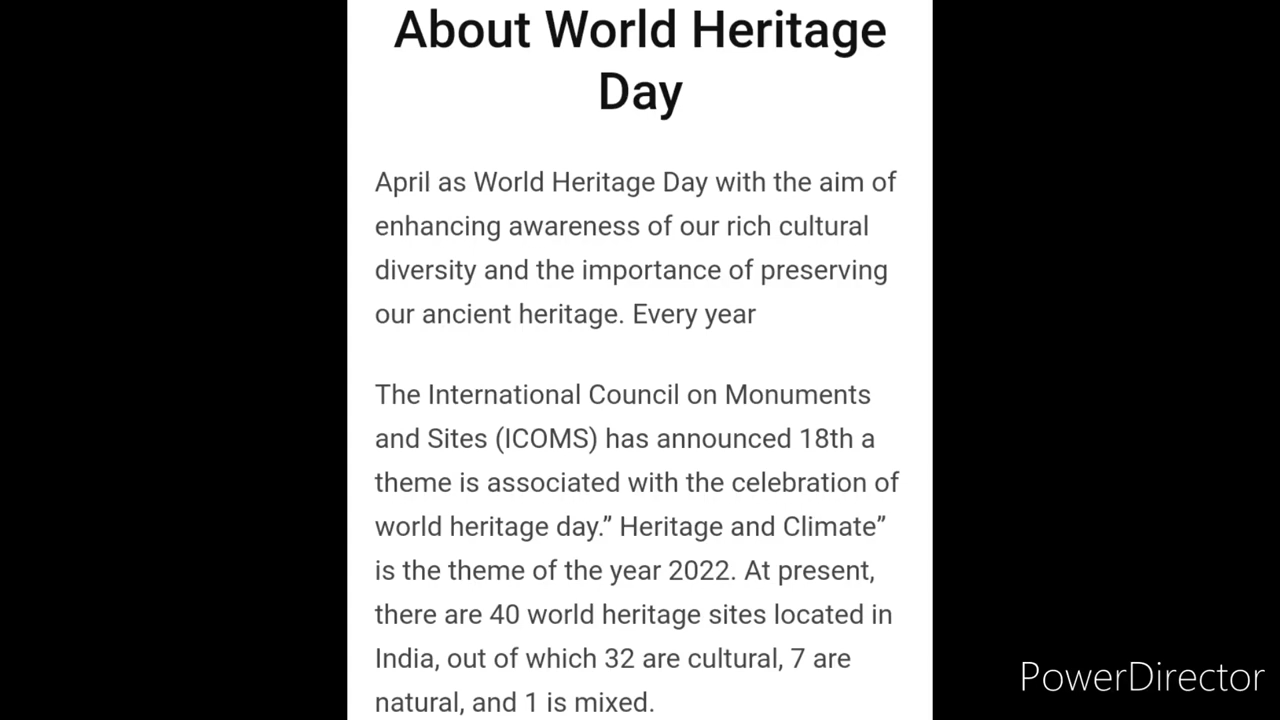 About World Heritage
Day
April as World Heritage Day with the aim of
enhancing awareness of our rich cultural
diversity and the importance of preserving
our ancient heritage. Every year
The International Council on Monuments
and Sites (ICOMS) has announced 18th a
theme is associated with the celebration of
world heritage day.” Heritage and Climate”
is the theme of the year 2022. At present,
there are 40 world heritage sites located in
India, out of which 32 are cultural, 7 are
natural, and 1 is mixed.
PowerDirector